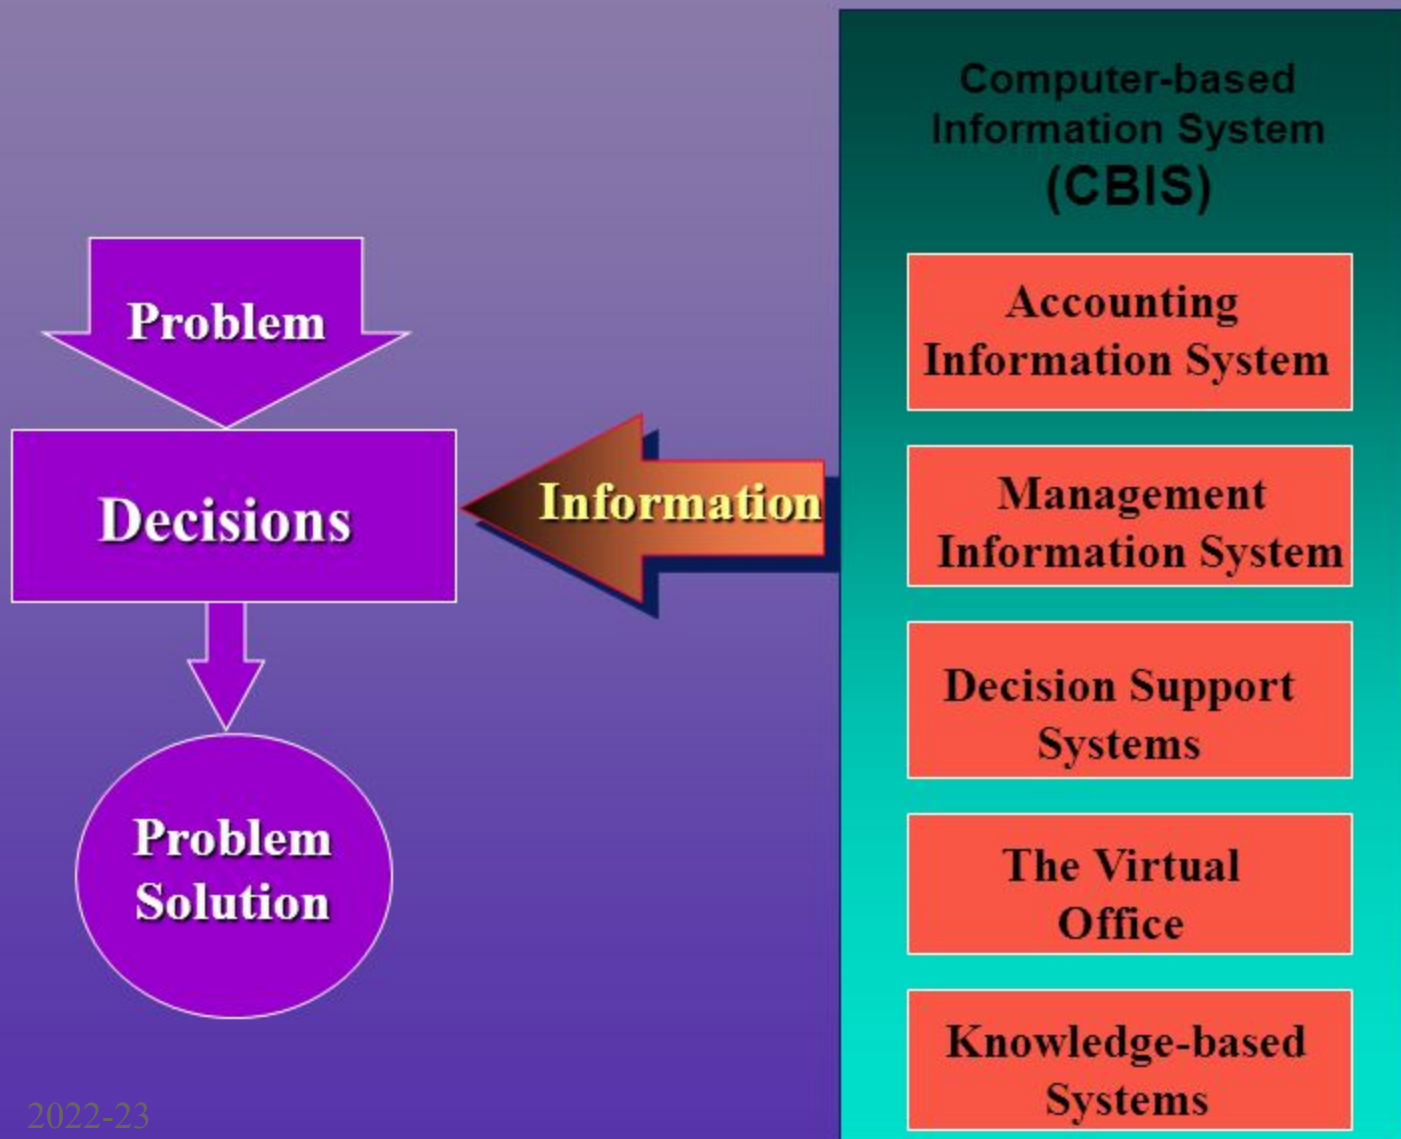 Computer-based
Information System
(CBIS)
Problem
Decisions
Problem
Solution
Information
Accounting
Information System
Management
Information System
Decision Support
Systems
The Virtual
Office
Knowledge-based
Systems
2022-23